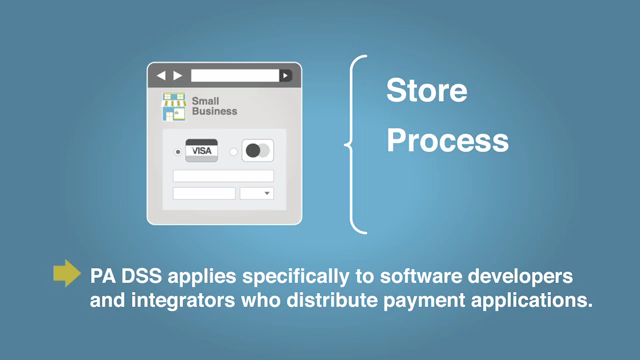 Small
Business
VISA
Store
Process
PA DSS applies specifically to software developers
and integrators who distribute payment applications.